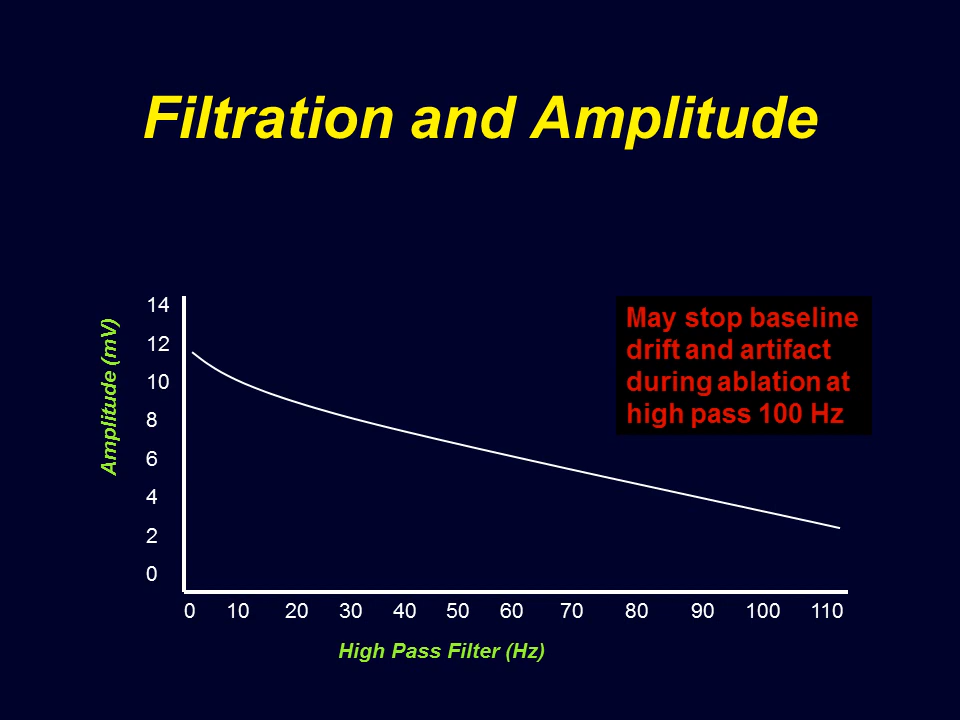 Filtration and Amplitude
May stop baseline
drift and artifact
during ablation at
high pass 100 Hz
Amplitude (mV)
14
12
10
8
6
4
2
0
0 10 20 30 40 50 60 70 80 90 100 110
High Pass Filter (Hz)